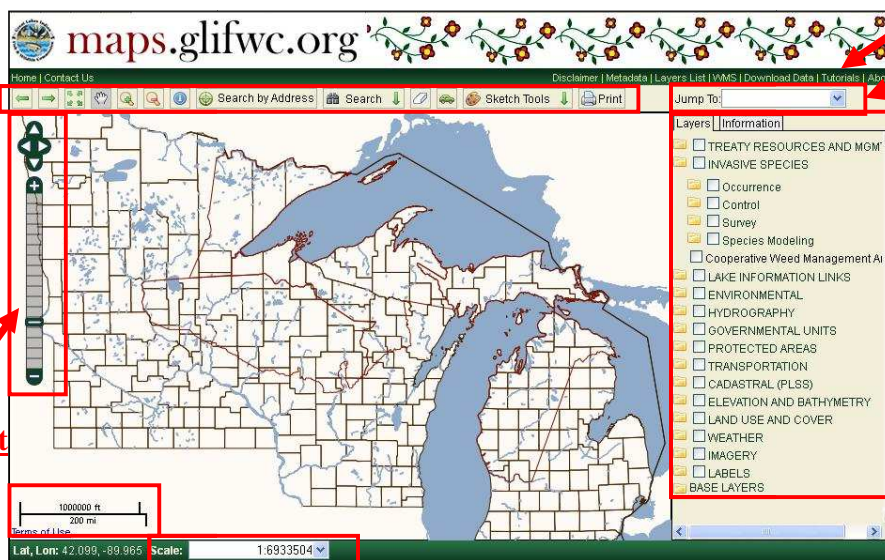 maps.glifwc.org
Home | Contact Us
Disclaimer | Metadata | Layers List | WMS | Download Data | Tutorials | Abo
Search by Address Search Sketch Tools Print
Jump To:
Layers Information
TREATY RESOURCES AND MGMT
INVASIVE SPECIES
Occurrence
Control
Survey
Species Modeling
Cooperative Weed Management Ar
LAKE INFORMATION LINKS
ENVIRONMENTAL
HYDROGRAPHY
GOVERNMENTAL UNITS
PROTECTED AREAS
TRANSPORTATION
CADASTRAL (PLSS)
ELEVATION AND BATHYMETRY
LAND USE AND COVER
WEATHER
IMAGERY
LABELS
BASE LAYERS
t
1000000 ft
200 mi
Terms of Use
Lat, Lon: 42.099, -89.965 Scale: 1:6933504